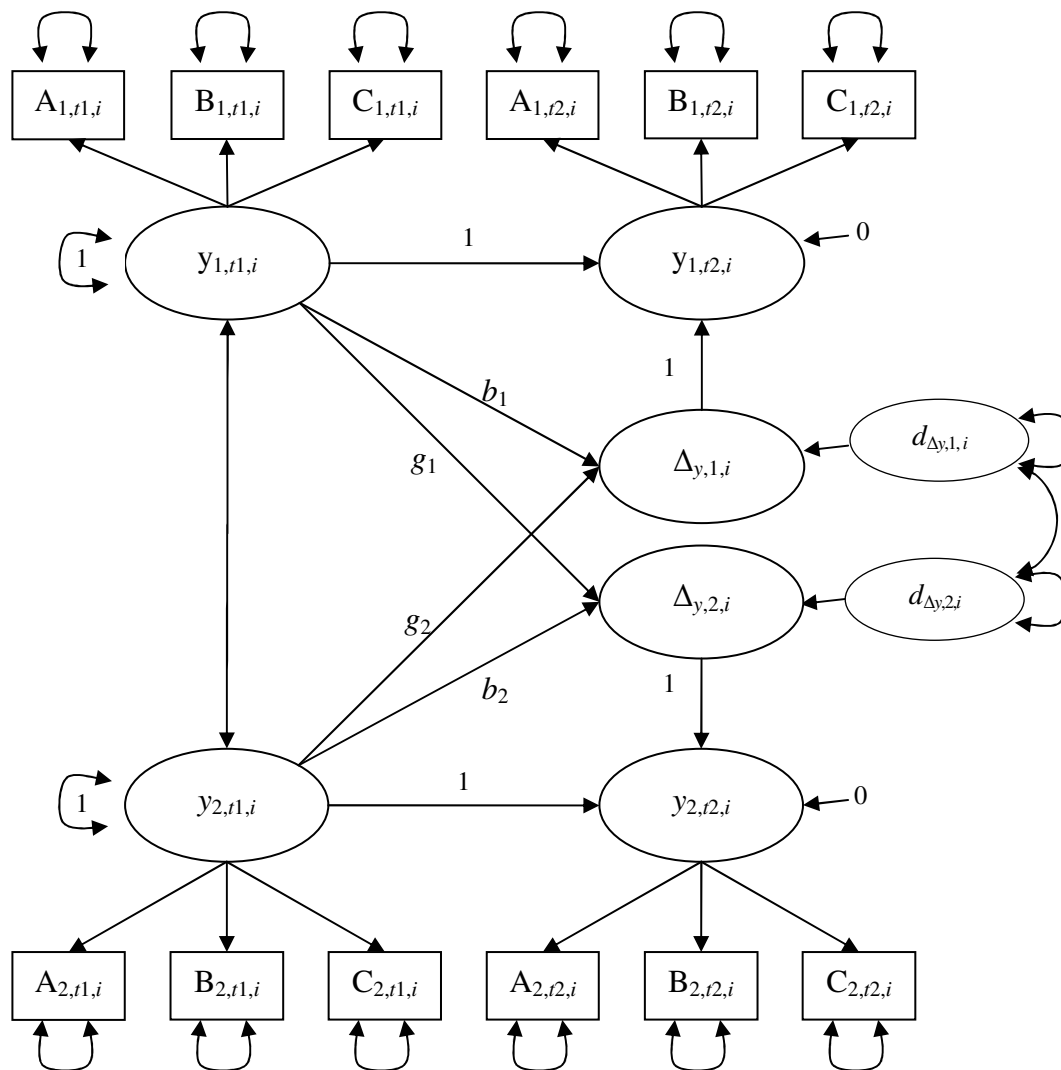 A1,t1,i B1,t1,i C1,t1,i A1,t2,i B1,t2,i C1,t2,i
1 y1,t1,i 1 y1,t2,i 0
1
b1
g1 Δy,1,i dΔy,1,i
g2 Δy,2,i dΔy,2,i
b2 1
1 y2,t1,i 1 y2,t2,i 0
A2,t1,i B2,t1,i C2,t1,i A2,t2,i B2,t2,i C2,t2,i